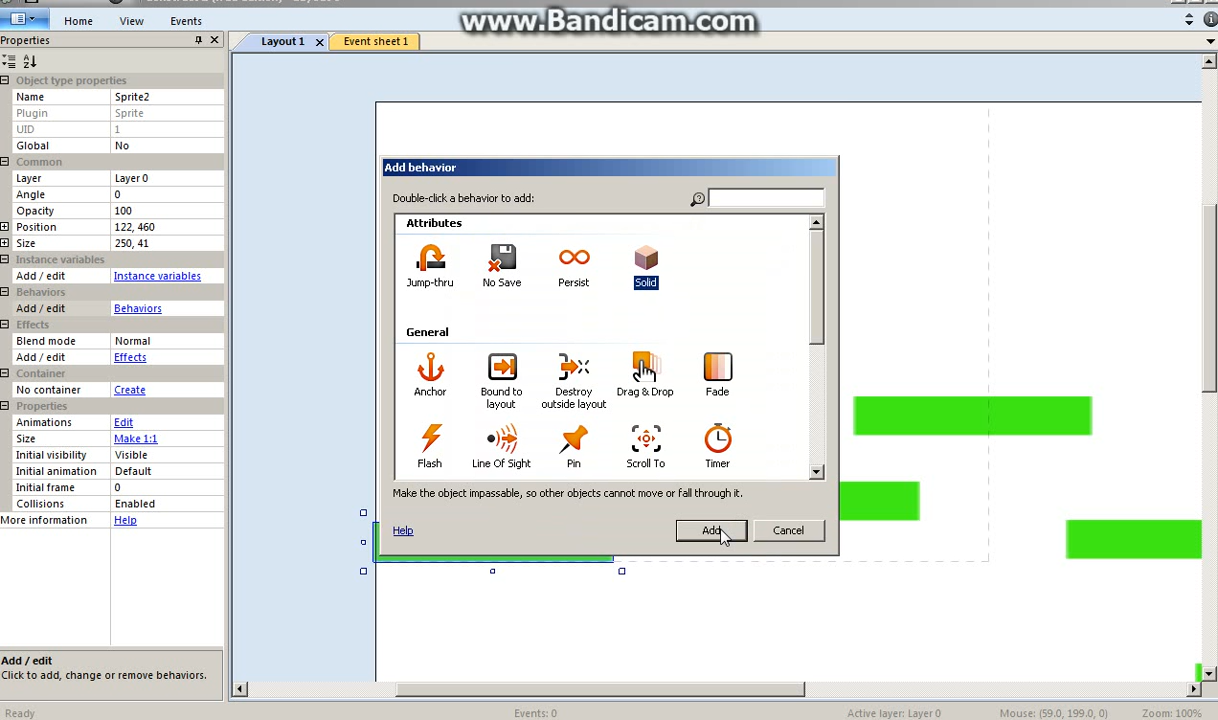 www.Bandicam.com
Home
View
Events
Properties
Layout 1
Event sheet 1
Object type properties
Name Sprite2
Plugin Sprite
UID 1
Global No
Common
Layer Layer 0
Angle 0
Opacity 100
Position 122, 460
Size 250, 41
Instance variables
Add / edit Instance variables
Behaviors
Add / edit Behaviors
Effects
Blend mode Normal
Add / edit Effects
Container
No container Create
Properties
Animations Edit
Size Make 1:1
Initial visibility Visible
Initial animation Default
Initial frame 0
Collisions Enabled
More information Help
Add / edit
Click to add, change or remove behaviors.
Add behavior
Double-click a behavior to add:
Attributes
Jump-thru
No Save
Persist
Solid
General
Anchor
Bound to
layout
Destroy
outside layout
Drag & Drop
Fade
Flash
Line Of Sight
Pin
Scroll To
Timer
Make the object impassable, so other objects cannot move or fall through it.
Help
Add
Cancel
Ready
Events: 0
Active layer: Layer 0
Mouse: (59.0, 199.0, 0)
Zoom: 100%